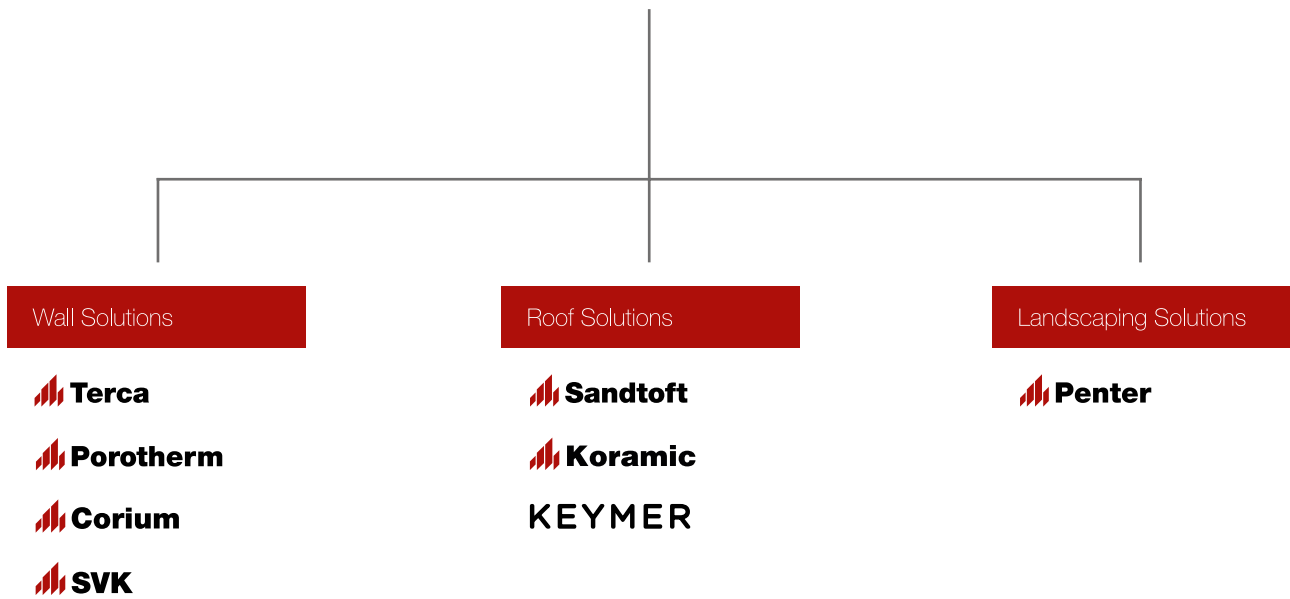 Wall Solutions
Terca
Porotherm
Corium
SVK
Roof Solutions
Sandtoft
Koramic
KEYMER
Landscaping Solutions
Penter